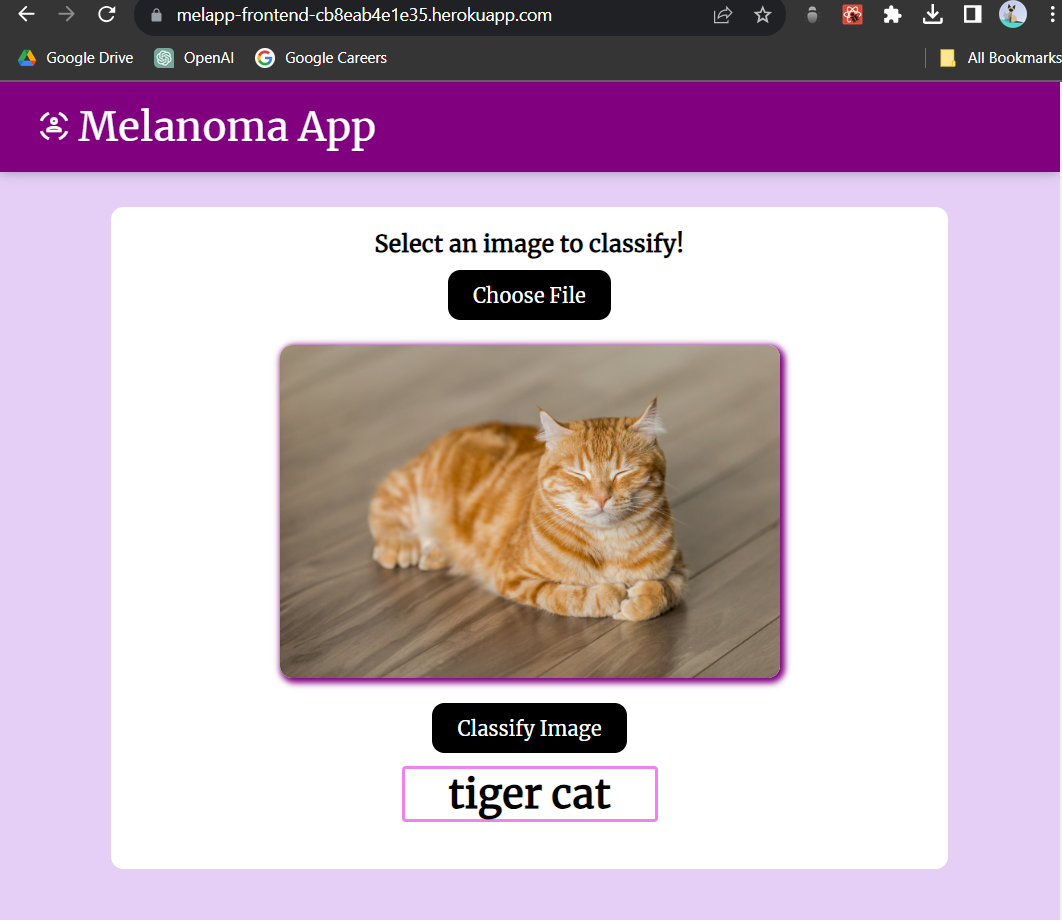 melapp-frontend-cb8eab4e1e35.herokuapp.com
Google Drive OpenAI Google Careers All Bookmarks
Melanoma App
Select an image to classify!
Choose File
Classify Image
tiger cat